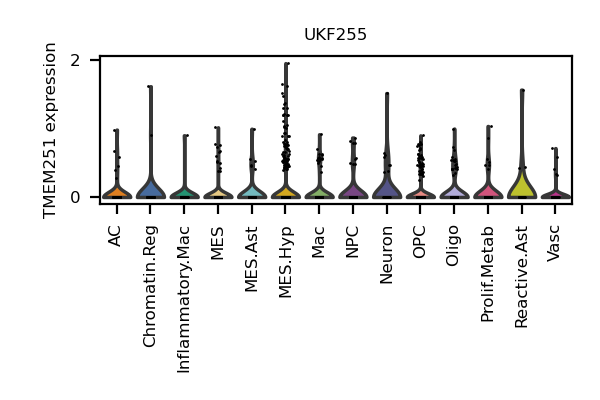 UKF255
TMEM251 expression
2
0
AC
Chromatin.Reg
Inflammatory.Mac
MES
MES.Ast
MES.Hyp
Mac
NPC
Neuron
OPC
Oligo
Prolif.Metab
Reactive.Ast
Vasc